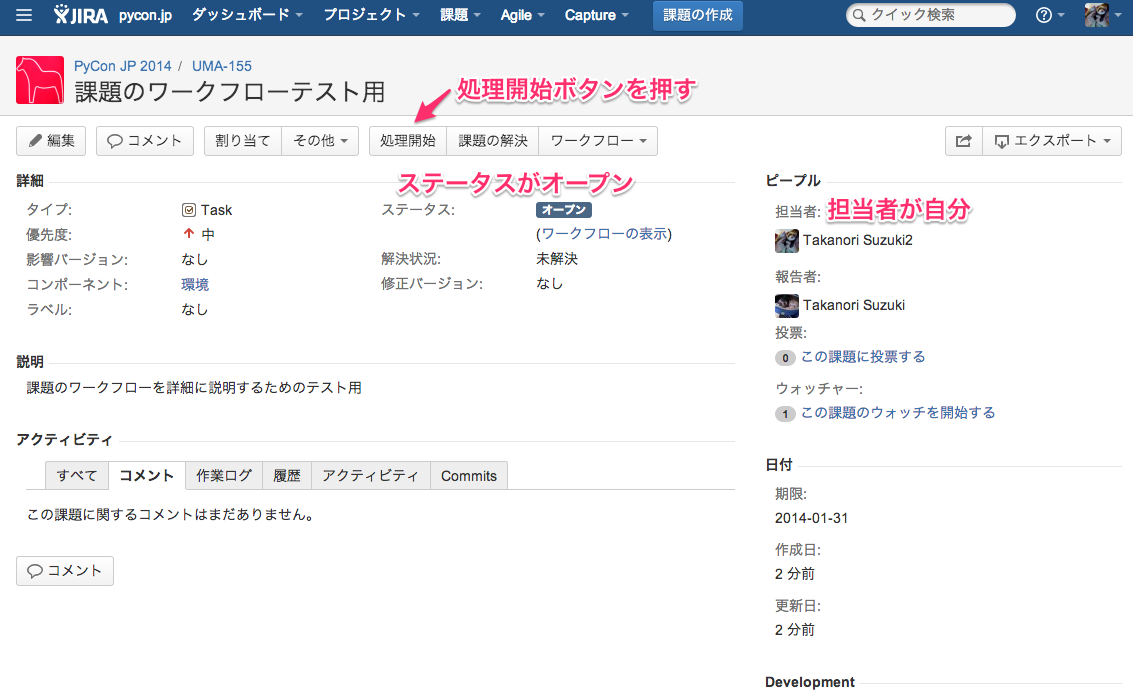 JIRA pycon.jp ダッシュボード プロジェクト 課題 Agile Capture 課題の作成 クイック検索 ?
PyCon JP 2014 / UMA-155
課題のワークフローテスト用
処理開始ボタンを押す
編集 コメント 割り当て その他 処理開始 課題の解決 ワークフロー エクスポート
詳細
ステータスがオープン
タイプ: Task
優先度: 中
影響バージョン: なし
コンポーネント: 環境
ラベル: なし
ステータス: オープン
(ワークフローの表示)
解決状況: 未解決
修正バージョン: なし
説明
課題のワークフローを詳細に説明するためのテスト用
アクティビティ
すべて コメント 作業ログ 履歴 アクティビティ Commits
この課題に関するコメントはまだありません。
コメント
ピープル
担当者: 担当者が自分
Takanori Suzuki2
報告者:
Takanori Suzuki
投票:
0 この課題に投票する
ウォッチャー:
1 この課題のウォッチを開始する
日付
期限:
2014-01-31
作成日:
2 分前
更新日:
2 分前
Development